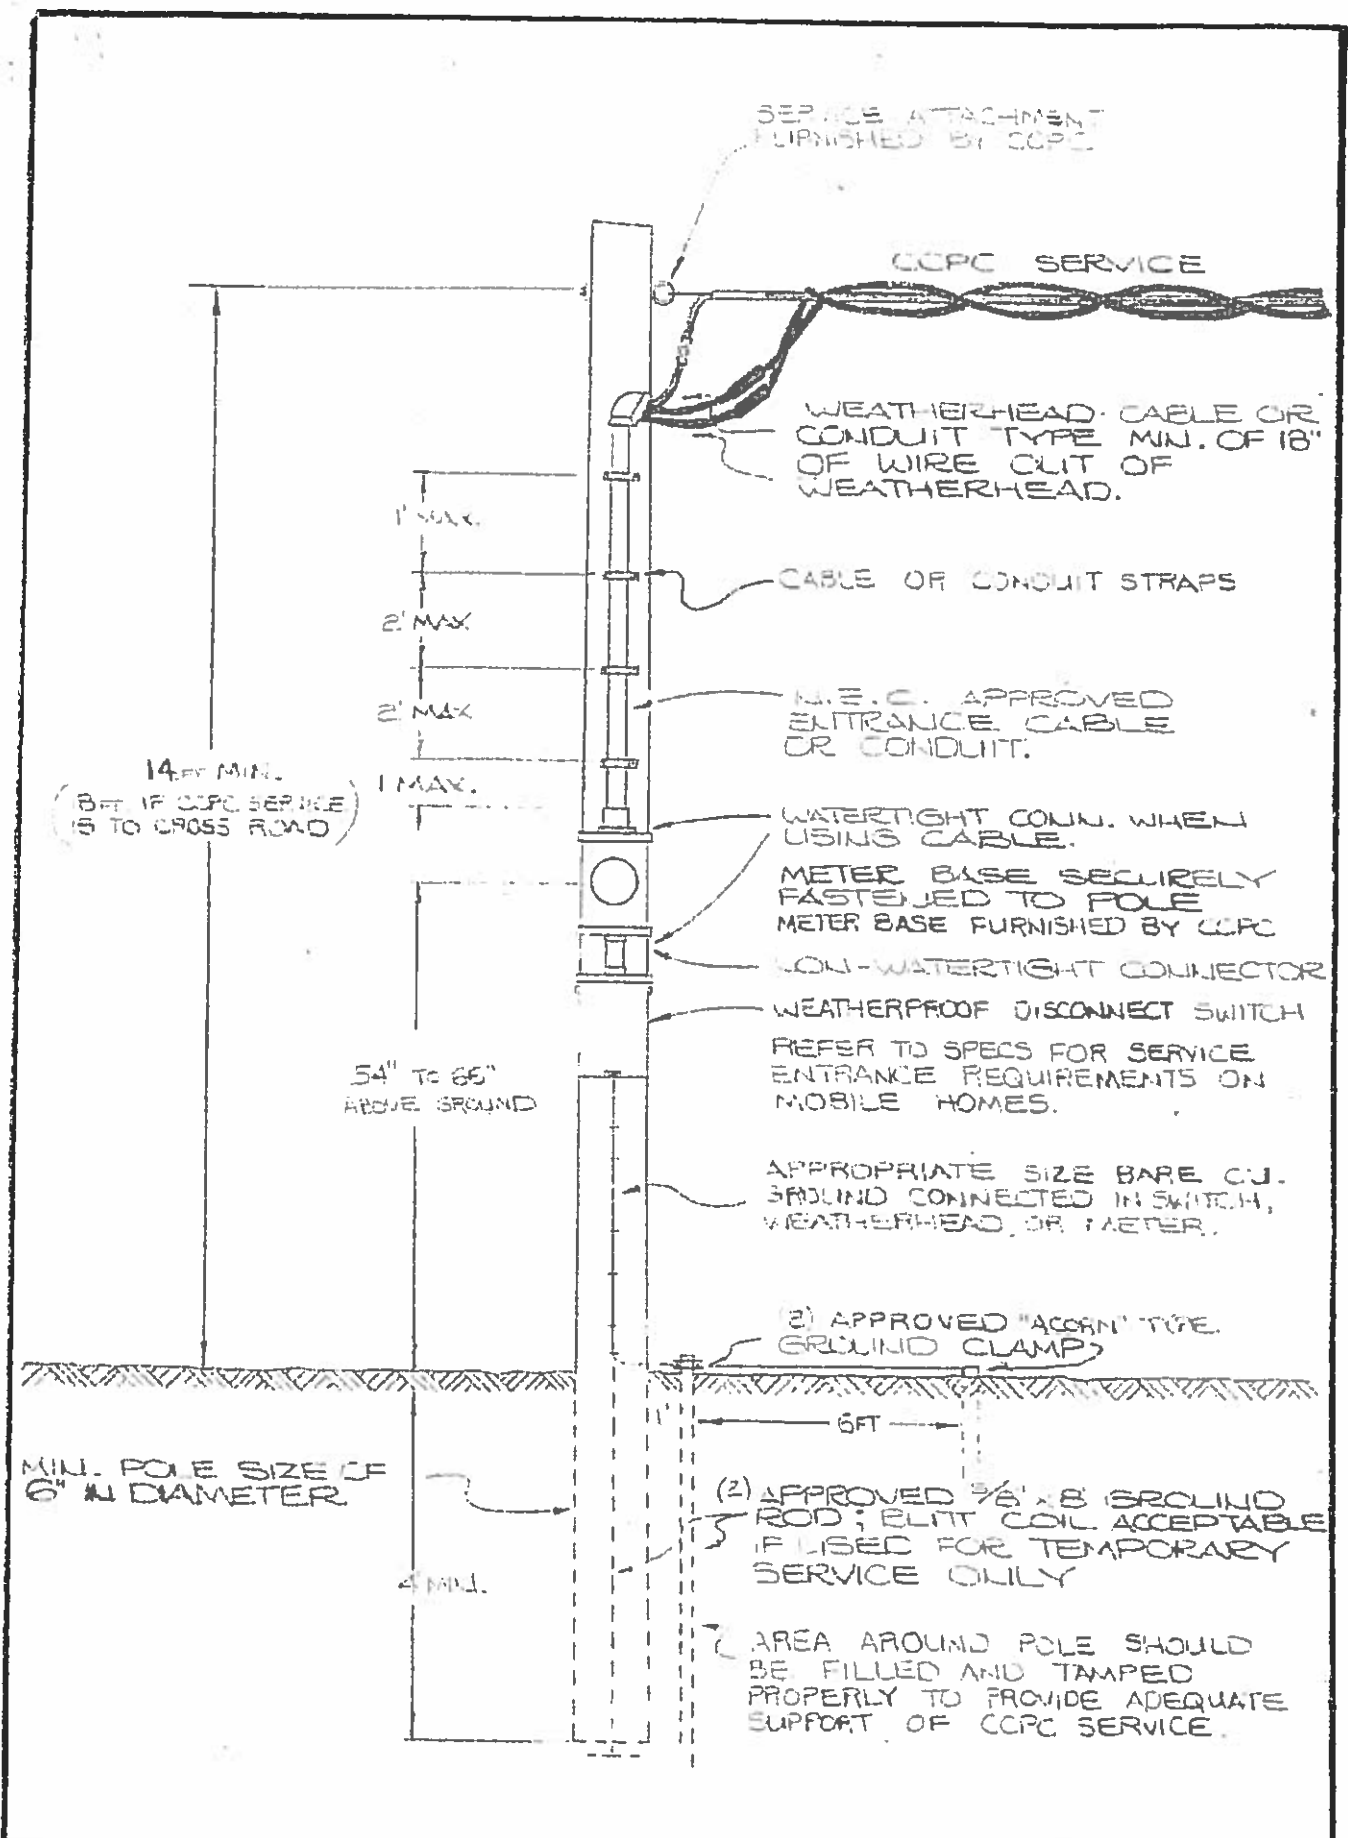 SERVICE ATTACHMENT
FURNISHED BY CCPC
CCPC SERVICE
WEATHERHEAD. CABLE OR
CONDUIT TYPE MIN. OF 18"
OF WIRE OUT OF
WEATHERHEAD.
1' MAX.
CABLE OR CONDUIT STRAPS
2' MAX
N.E.C. APPROVED
ENTRANCE CABLE
OR CONDUIT.
2' MAX
14 FT MIN.
IF CCPC SERVICE
IS TO CROSS ROAD
1 MAX.
WATERTIGHT CONN. WHEN
USING CABLE.
METER BASE SECURELY
FASTENED TO POLE
METER BASE FURNISHED BY CCPC
NON-WATERTIGHT CONNECTOR
WEATHERPROOF DISCONNECT SWITCH
REFER TO SPECS FOR SERVICE
ENTRANCE REQUIREMENTS ON
MOBILE HOMES.
54" TO 66"
ABOVE GROUND
APPROPRIATE SIZE BARE CU.
GROUND CONNECTED IN SWITCH,
WEATHERHEAD, OR METER.
(2) APPROVED "ACORN" TYPE
GROUND CLAMP
1'
6FT
MIN. POLE SIZE OF
6" IN DIAMETER
(2) APPROVED 5/8" x 8' GROUND
ROD; BUTT COIL ACCEPTABLE
IF USED FOR TEMPORARY
SERVICE ONLY
4' MIN.
AREA AROUND POLE SHOULD
BE FILLED AND TAMPED
PROPERLY TO PROVIDE ADEQUATE
SUPPORT OF CCPC SERVICE.